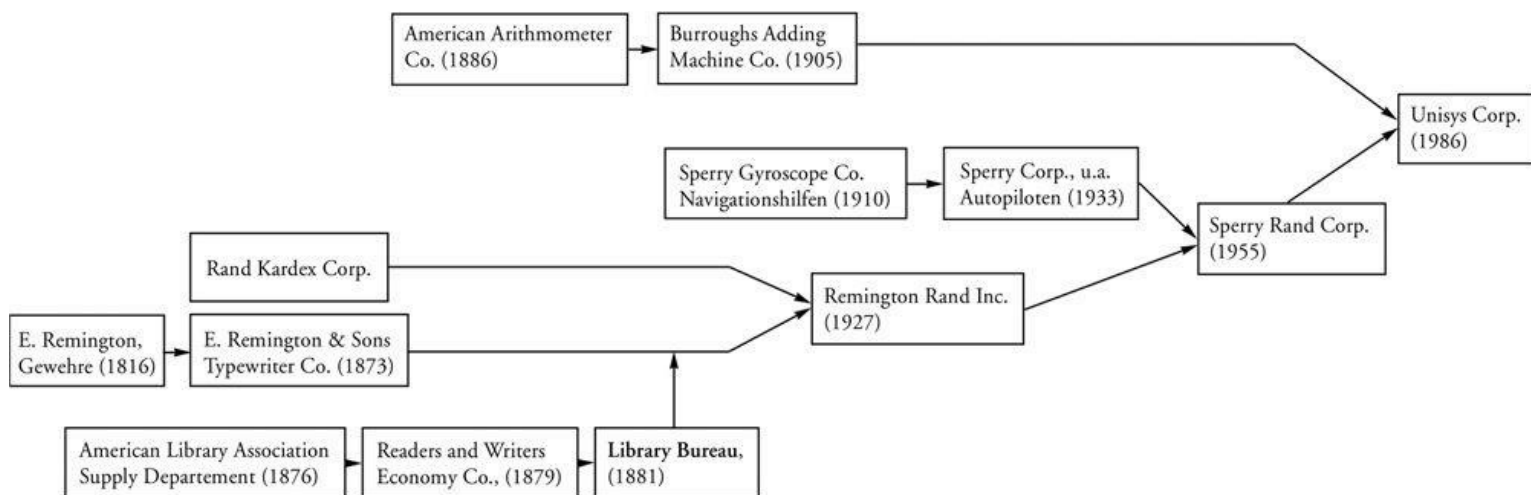 American Arithmometer
Co. (1886)
Burroughs Adding
Machine Co. (1905)
Unisys Corp.
(1986)
Sperry Gyroscope Co.
Navigationshilfen (1910)
Sperry Corp., u.a.
Autopiloten (1933)
Sperry Rand Corp.
(1955)
Rand Kardex Corp.
Remington Rand Inc.
(1927)
E. Remington,
Gewehre (1816)
E. Remington & Sons
Typewriter Co. (1873)
American Library Association
Supply Departement (1876)
Readers and Writers
Economy Co., (1879)
Library Bureau,
(1881)